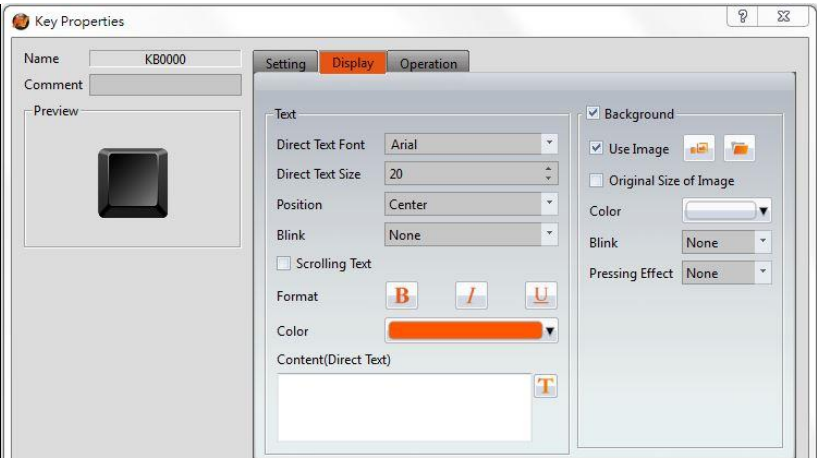 Key Properties
Name KB0000
Comment
Preview
Setting Display Operation
Text
Direct Text Font Arial
Direct Text Size 20
Position Center
Blink None
Scrolling Text
Format B I U
Color
Content(Direct Text)
T
Background
Use Image
Original Size of Image
Color
Blink None
Pressing Effect None